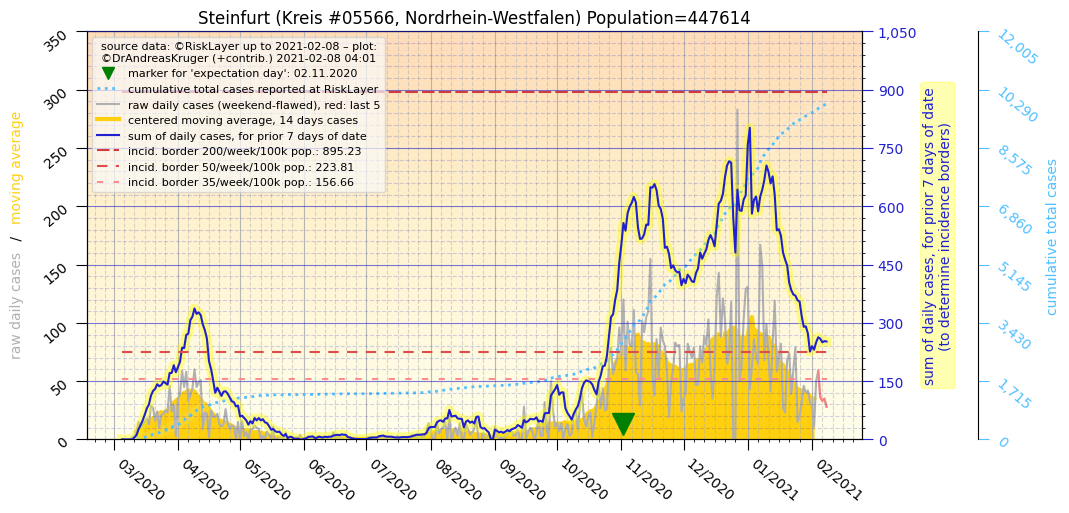 Steinfurt (Kreis #05566, Nordrhein-Westfalen) Population=447614
source data: ©RiskLayer up to 2021-02-08 – plot:
©DrAndreasKruger (+contrib.) 2021-02-08 04:01
marker for 'expectation day': 02.11.2020
cumulative total cases reported at RiskLayer
raw daily cases (weekend-flawed), red: last 5
centered moving average, 14 days cases
sum of daily cases, for prior 7 days of date
incid. border 200/week/100k pop.: 895.23
incid. border 50/week/100k pop.: 223.81
incid. border 35/week/100k pop.: 156.66
raw daily cases / moving average
350
300
250
200
150
100
50
0
03/2020
04/2020
05/2020
06/2020
07/2020
08/2020
09/2020
10/2020
11/2020
12/2020
01/2021
02/2021
1,050
900
750
600
450
300
150
0
sum of daily cases, for prior 7 days of date
(to determine incidence borders)
12,005
10,290
8,575
6,860
5,145
3,430
1,715
0
cumulative total cases